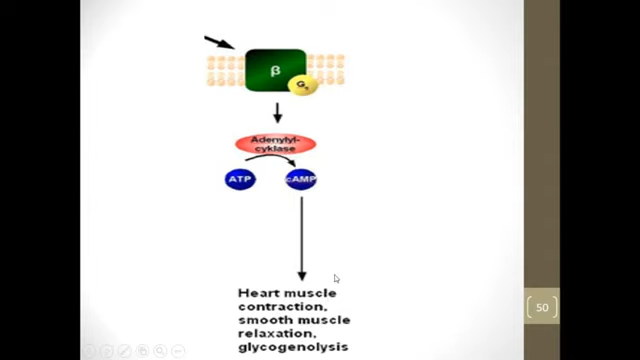 β
Gs
Adenylyl-
cyklase
ATP
cAMP
Heart muscle
contraction,
smooth muscle
relaxation,
glycogenolysis
50